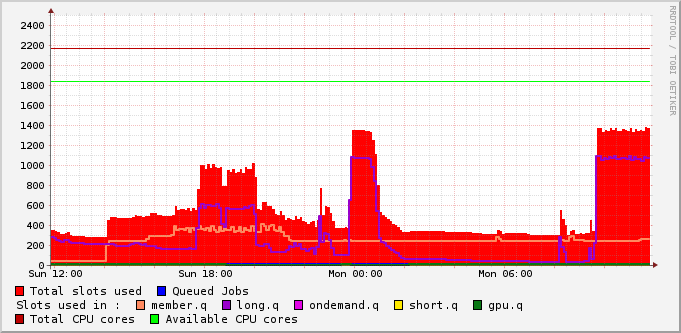 RRDTOOL / TOBI OETIKER
2400
2200
2000
1800
1600
1400
1200
1000
800
600
400
200
0
Sun 12:00 Sun 18:00 Mon 00:00 Mon 06:00
Total slots used Queued Jobs
Slots used in : member.q long.q ondemand.q short.q gpu.q
Total CPU cores Available CPU cores